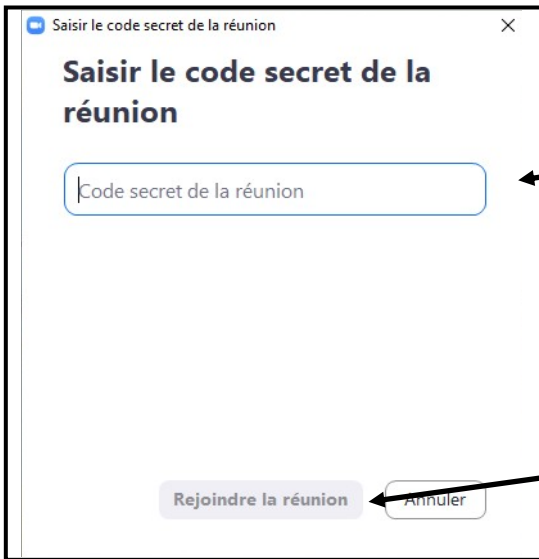 Saisir le code secret de la réunion
Saisir le code secret de la
réunion
Code secret de la réunion
Rejoindre la réunion
Annuler